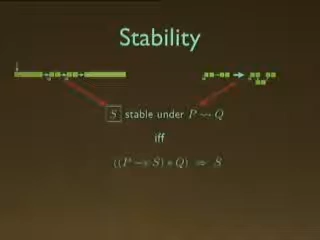 Stability
S stable under P ⇝ Q
iff
((P −⊛ S) ∗ Q) ⇒ S